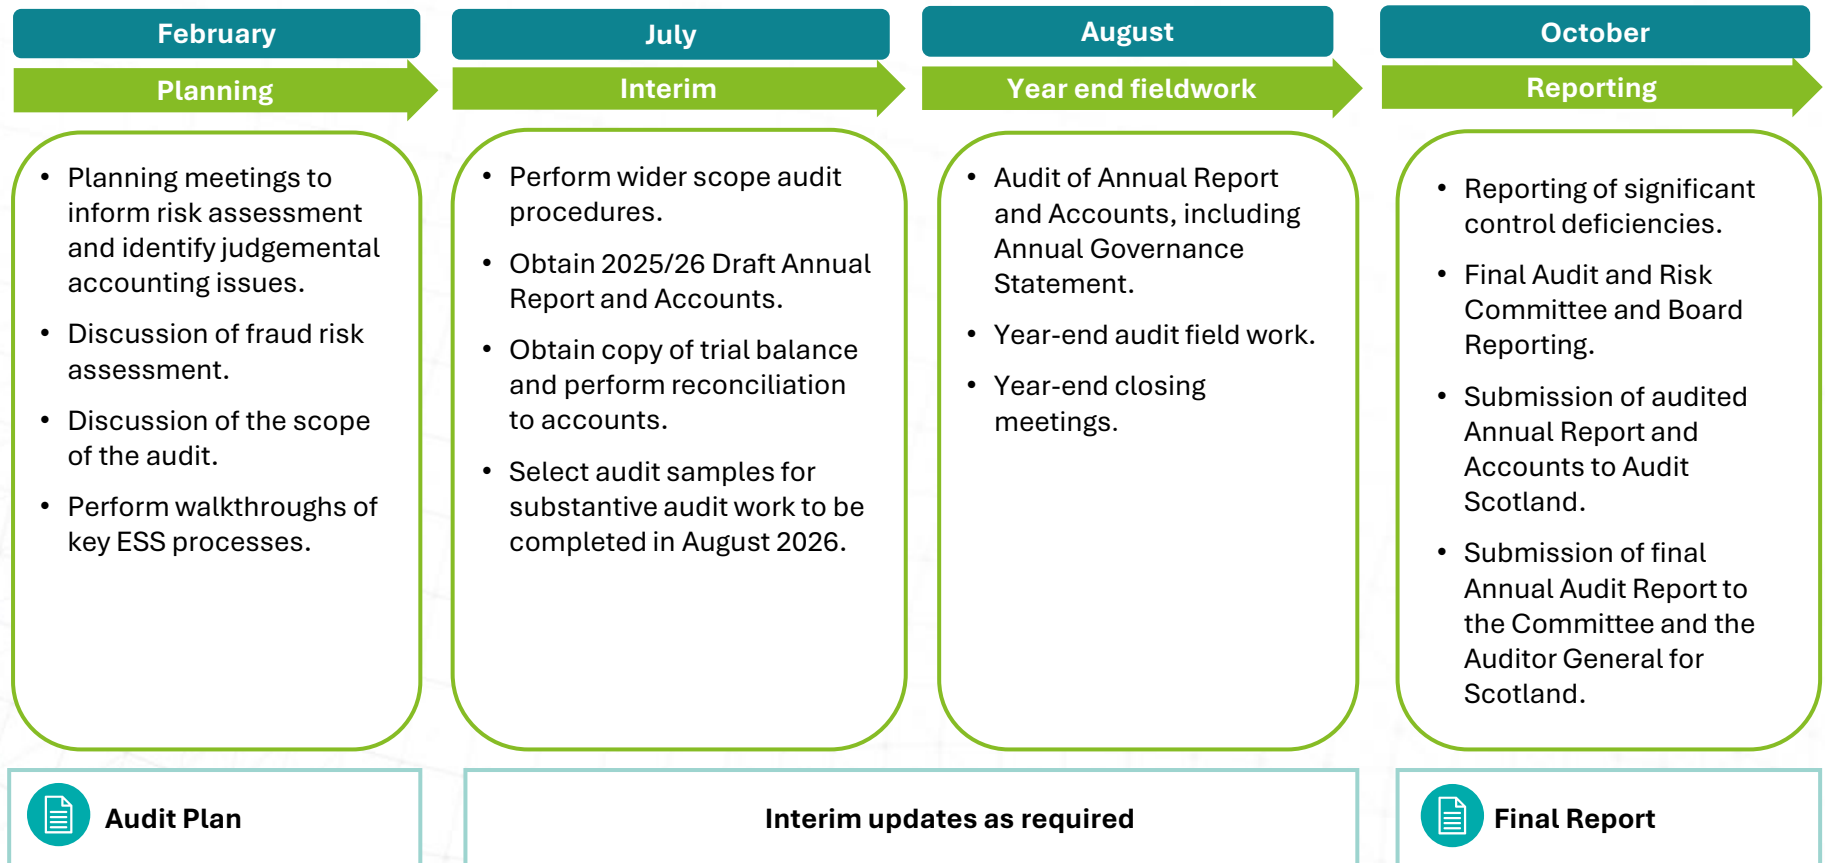 February
Planning
• Planning meetings to
inform risk assessment
and identify judgemental
accounting issues.
• Discussion of fraud risk
assessment.
• Discussion of the scope
of the audit.
• Perform walkthroughs of
key ESS processes.
Audit Plan
July
Interim
• Perform wider scope audit
procedures.
• Obtain 2025/26 Draft Annual
Report and Accounts.
• Obtain copy of trial balance
and perform reconciliation
to accounts.
• Select audit samples for
substantive audit work to be
completed in August 2026.
August
Year end fieldwork
• Audit of Annual Report
and Accounts, including
Annual Governance
Statement.
• Year-end audit field work.
• Year-end closing
meetings.
Interim updates as required
October
Reporting
• Reporting of significant
control deficiencies.
• Final Audit and Risk
Committee and Board
Reporting.
• Submission of audited
Annual Report and
Accounts to Audit
Scotland.
• Submission of final
Annual Audit Report to
the Committee and the
Auditor General for
Scotland.
Final Report